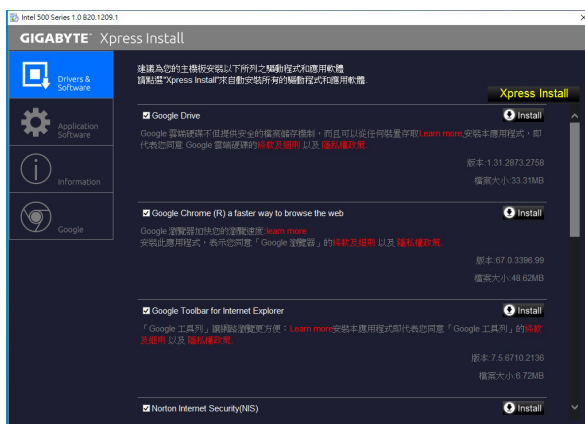 Intel 500 Series 1.0 B20.1209.1
GIGABYTE™ Xpress Install
Drivers & Software
Application Software
Information
Google
建議為您的主機板安裝以下所列之驅動程式和應用軟體
請點選"Xpress Install"來自動安裝所有的驅動程式和應用軟體.
Xpress Install
Google Drive
Install
Google 雲端硬碟不但提供安全的檔案儲存機制，而且可以從任何裝置存取Learn more,安裝本應用程式，即
代表您同意 Google 雲端硬碟的條款及細則 以及 隱私權政策.
版本:1.31.2873.2758
檔案大小:33.31MB
Google Chrome (R) a faster way to browse the web
Install
Google 瀏覽器加快您的瀏覽速度:learn more
安裝此應用程式，表示您同意「Google 瀏覽器」的條款及細則 以及 隱私權政策.
版本:67.0.3396.99
檔案大小:48.62MB
Google Toolbar for Internet Explorer
Install
「Google 工具列」讓網路瀏覽更方便：Learn more安裝本應用程式即代表您同意「Google 工具列」的條款
及細則 以及 隱私權政策.
版本:7.5.6710.2136
檔案大小:6.72MB
Norton Internet Security(NIS)
Install